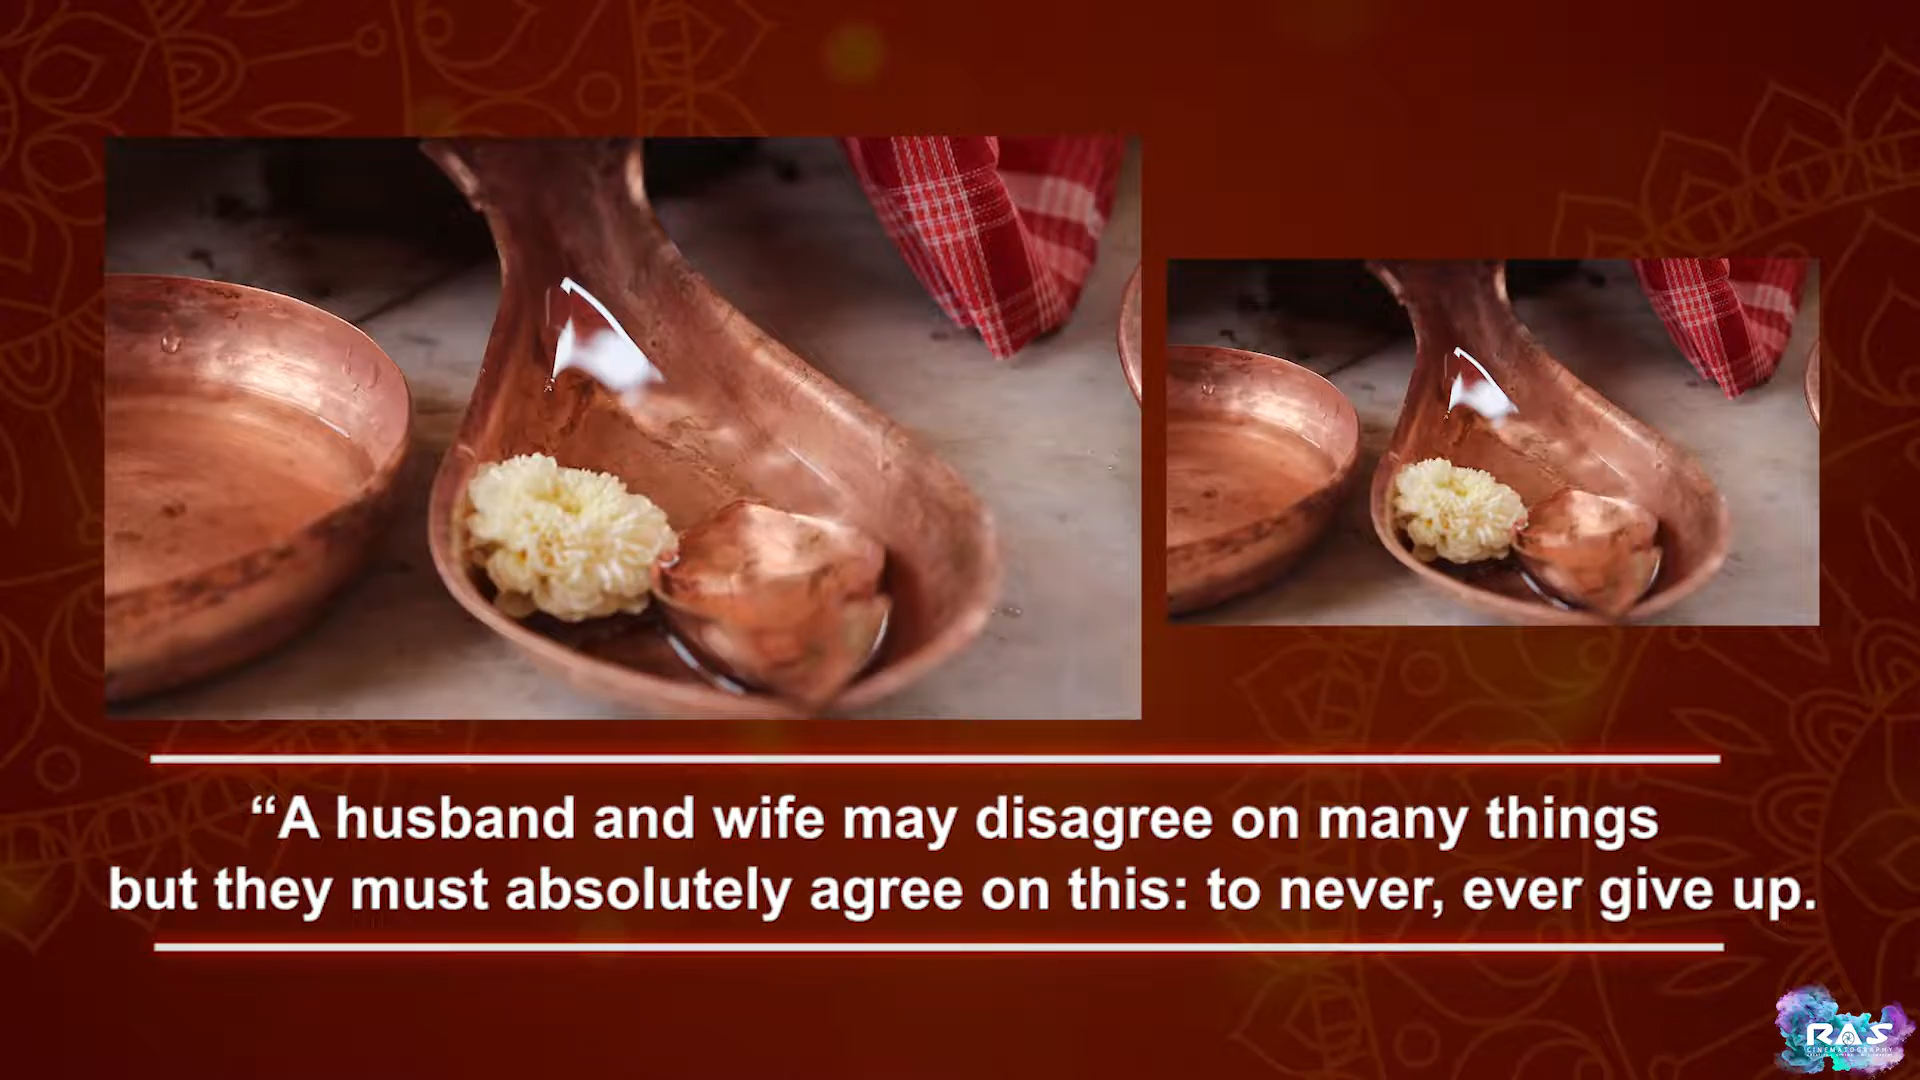 “A husband and wife may disagree on many things
but they must absolutely agree on this: to never, ever give up.
RAS
CINEMATOGRAPHY